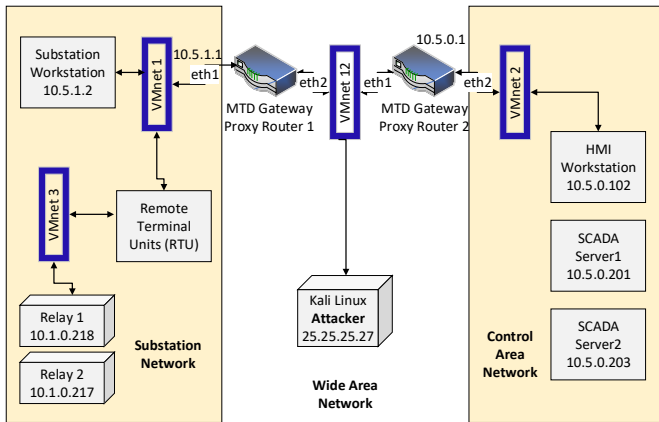 Substation
Workstation
10.5.1.2
VMnet 1
10.5.1.1
eth1
MTD Gateway
Proxy Router 1
eth2
VMnet 12
eth1
MTD Gateway
Proxy Router 2
10.5.0.1
eth2
VMnet 2
HMI
Workstation
10.5.0.102
VMnet 3
Remote
Terminal
Units (RTU)
SCADA
Server1
10.5.0.201
Relay 1
10.1.0.218
Relay 2
10.1.0.217
Substation
Network
Kali Linux
Attacker
25.25.25.27
Wide Area
Network
Control
Area
Network
SCADA
Server2
10.5.0.203